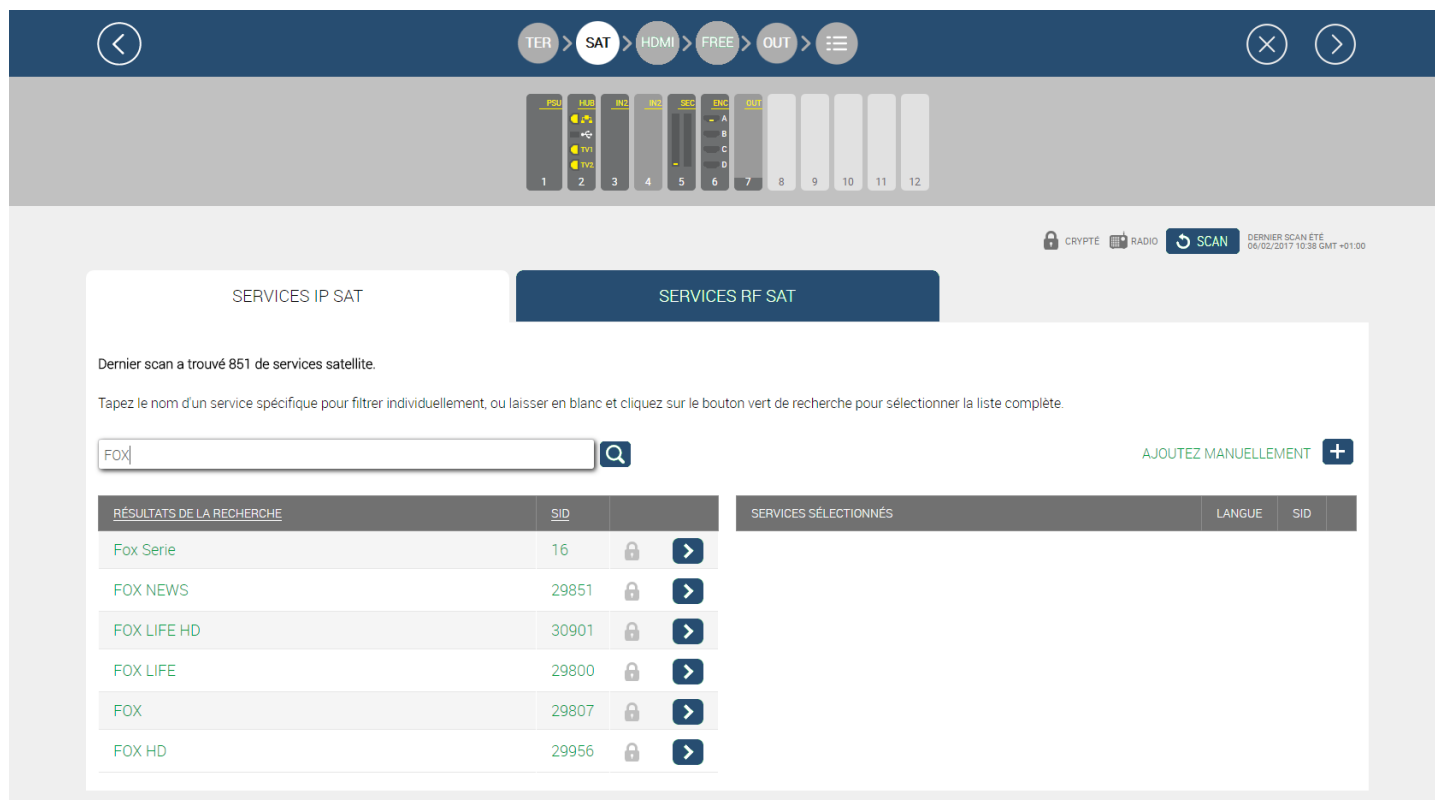 TER > SAT > HDMI > FREE > OUT >
PSU HUB IN2 IN2 SEC ENC OUT
A
B
TV1 C
TV2 D
1 2 3 4 5 6 7 8 9 10 11 12
CRYPTÉ RADIO SCAN DERNIER SCAN ÉTÉ
06/02/2017 10:38 GMT +01:00
SERVICES IP SAT SERVICES RF SAT
Dernier scan a trouvé 851 de services satellite.
Tapez le nom d'un service spécifique pour filtrer individuellement, ou laisser en blanc et cliquez sur le bouton vert de recherche pour sélectionner la liste complète.
FOX AJOUTEZ MANUELLEMENT +
RÉSULTATS DE LA RECHERCHE SID SERVICES SÉLECTIONNÉS LANGUE SID
Fox Serie 16
FOX NEWS 29851
FOX LIFE HD 30901
FOX LIFE 29800
FOX 29807
FOX HD 29956